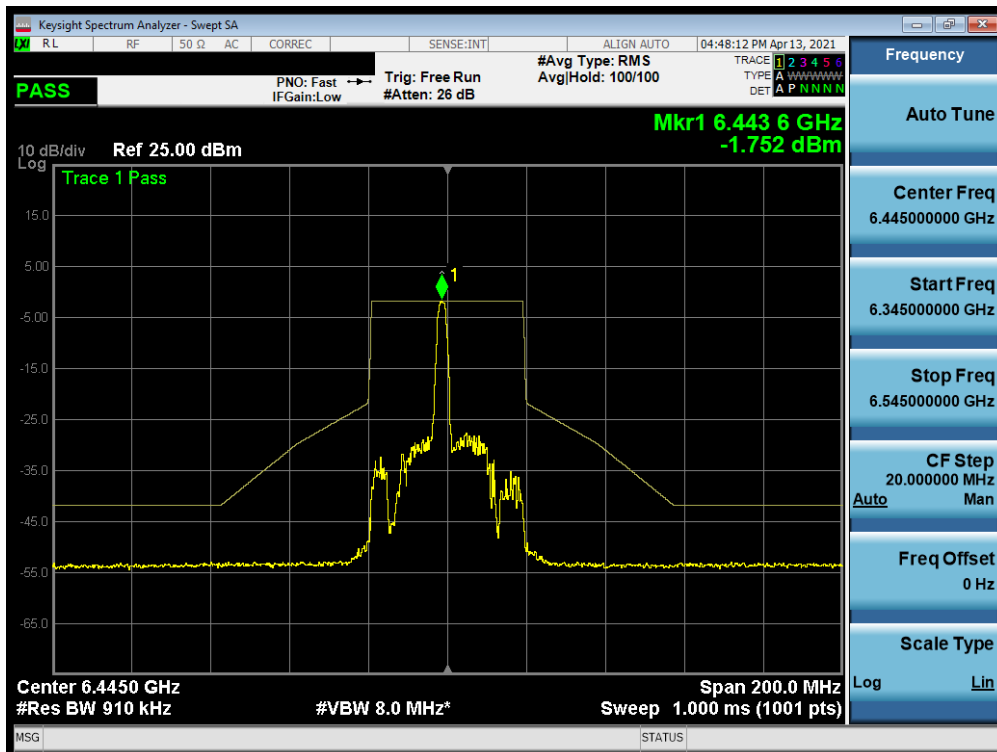 Keysight Spectrum Analyzer - Swept SA
LXI RL RF 50 Ω AC CORREC SENSE:INT ALIGN AUTO 04:48:12 PM Apr 13, 2021
PASS
PNO: Fast
IFGain:Low
Trig: Free Run
#Atten: 26 dB
#Avg Type: RMS
Avg|Hold: 100/100
TRACE 1 2 3 4 5 6
TYPE A WWWWW
DET A P N N N N
Mkr1 6.443 6 GHz
-1.752 dBm
10 dB/div Ref 25.00 dBm
Log
Trace 1 Pass
1
15.0
5.00
-5.00
-15.0
-25.0
-35.0
-45.0
-55.0
-65.0
Center 6.4450 GHz Span 200.0 MHz
#Res BW 910 kHz #VBW 8.0 MHz* Sweep 1.000 ms (1001 pts)
MSG STATUS
Frequency
Auto Tune
Center Freq
6.445000000 GHz
Start Freq
6.345000000 GHz
Stop Freq
6.545000000 GHz
CF Step
20.000000 MHz
Auto Man
Freq Offset
0 Hz
Scale Type
Log Lin